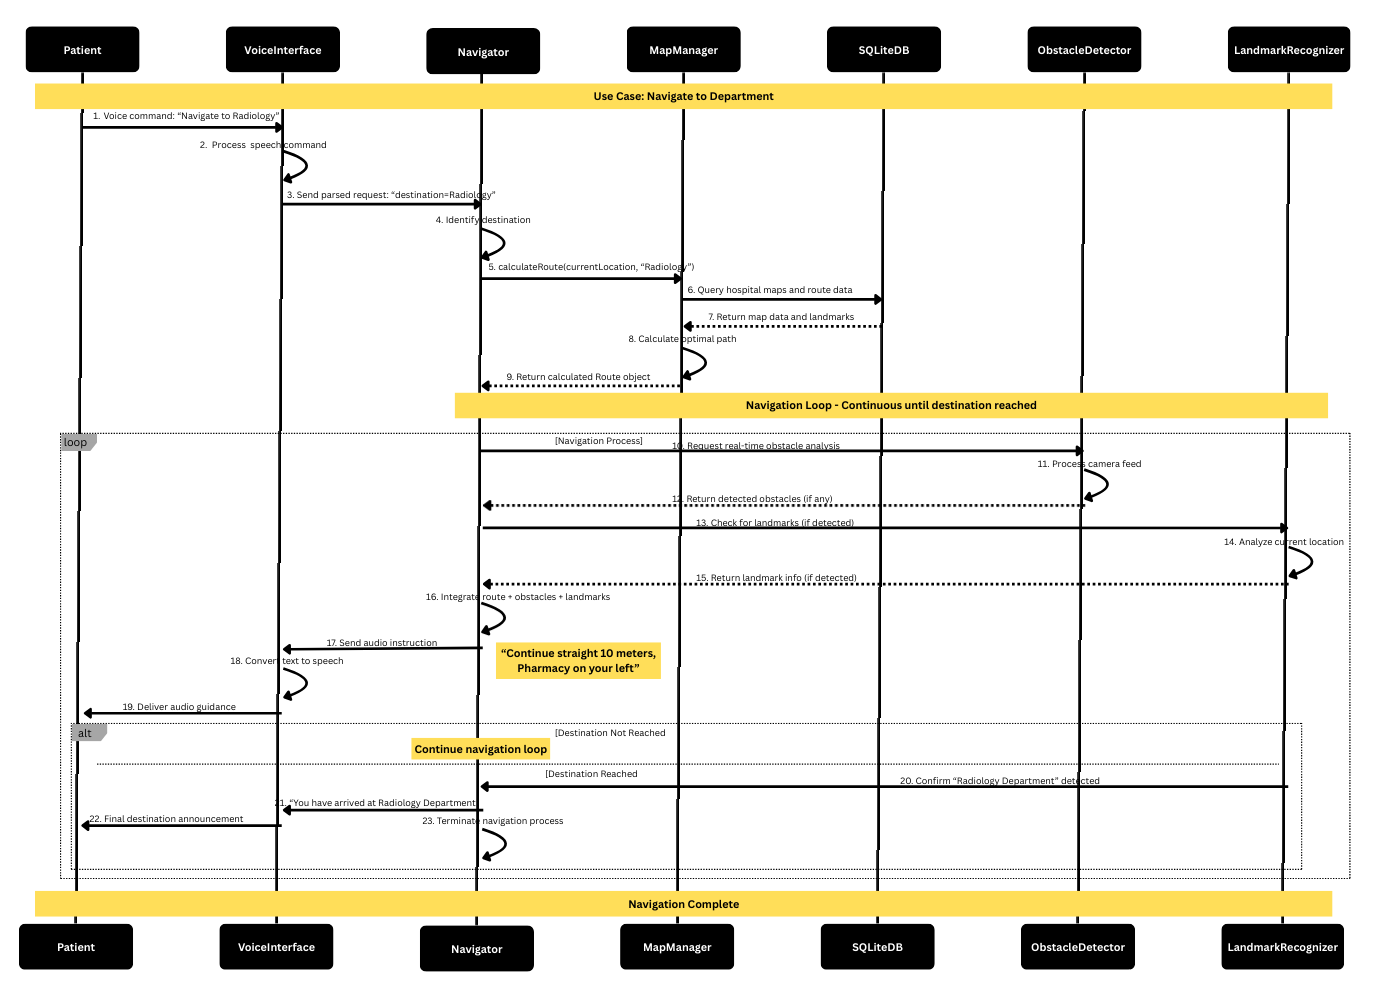 Patient
VoiceInterface
Navigator
MapManager
SQLiteDB
ObstacleDetector
LandmarkRecognizer
Use Case: Navigate to Department
1. Voice command: “Navigate to Radiology”
2. Process speech command
3. Send parsed request: “destination=Radiology”
4. Identify destination
5. calculateRoute(currentLocation, “Radiology”)
6. Query hospital maps and route data
7. Return map data and landmarks
8. Calculate optimal path
9. Return calculated Route object
Navigation Loop - Continuous until destination reached
loop
[Navigation Process]
10. Request real-time obstacle analysis
11. Process camera feed
12. Return detected obstacles (if any)
13. Check for landmarks (if detected)
14. Analyze current location
15. Return landmark info (if detected)
16. Integrate route + obstacles + landmarks
17. Send audio instruction
“Continue straight 10 meters,
Pharmacy on your left”
18. Convert text to speech
19. Deliver audio guidance
alt
[Destination Not Reached
Continue navigation loop
[Destination Reached
20. Confirm “Radiology Department” detected
21. “You have arrived at Radiology Department
22. Final destination announcement
23. Terminate navigation process
Navigation Complete
Patient
VoiceInterface
Navigator
MapManager
SQLiteDB
ObstacleDetector
LandmarkRecognizer